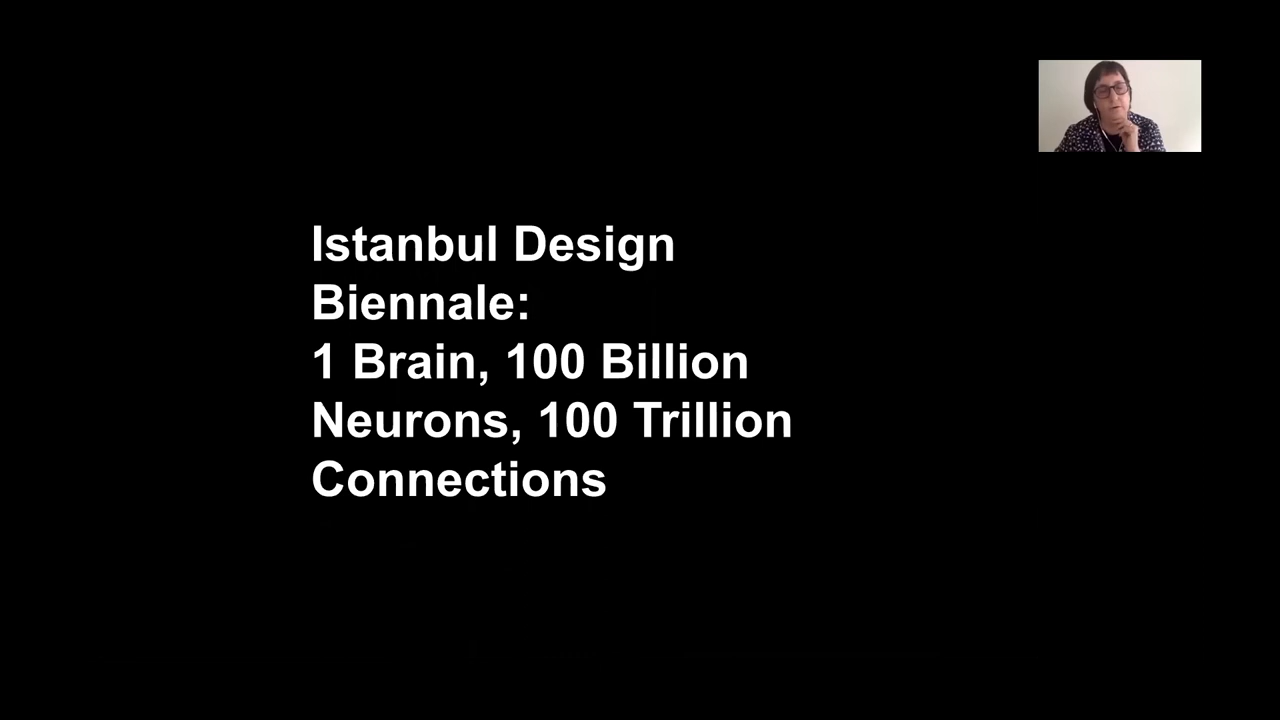 Istanbul Design
Biennale:
1 Brain, 100 Billion
Neurons, 100 Trillion
Connections